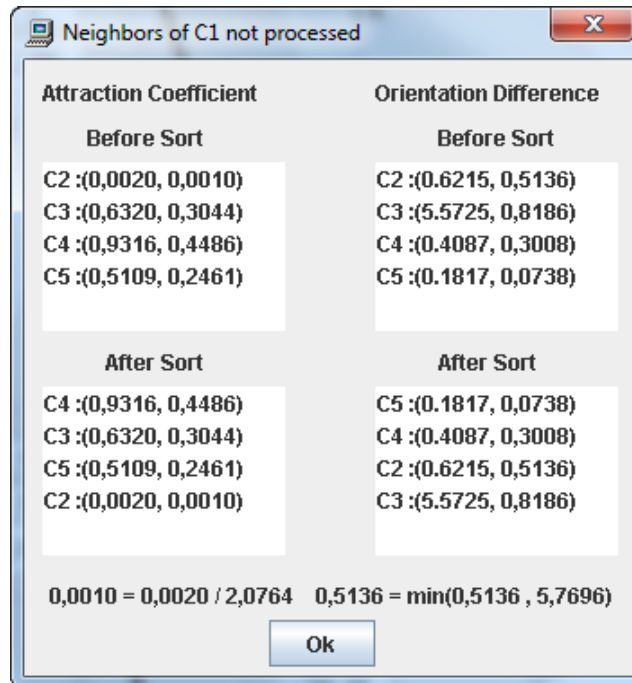 Neighbors of C1 not processed
Attraction Coefficient
Before Sort
C2 :(0,0020, 0,0010)
C3 :(0,6320, 0,3044)
C4 :(0,9316, 0,4486)
C5 :(0,5109, 0,2461)
After Sort
C4 :(0,9316, 0,4486)
C3 :(0,6320, 0,3044)
C5 :(0,5109, 0,2461)
C2 :(0,0020, 0,0010)
0,0010 = 0,0020 / 2,0764
Orientation Difference
Before Sort
C2 :(0.6215, 0,5136)
C3 :(5.5725, 0,8186)
C4 :(0.4087, 0,3008)
C5 :(0.1817, 0,0738)
After Sort
C5 :(0.1817, 0,0738)
C4 :(0.4087, 0,3008)
C2 :(0.6215, 0,5136)
C3 :(5.5725, 0,8186)
0,5136 = min(0,5136 , 5,7696)
Ok